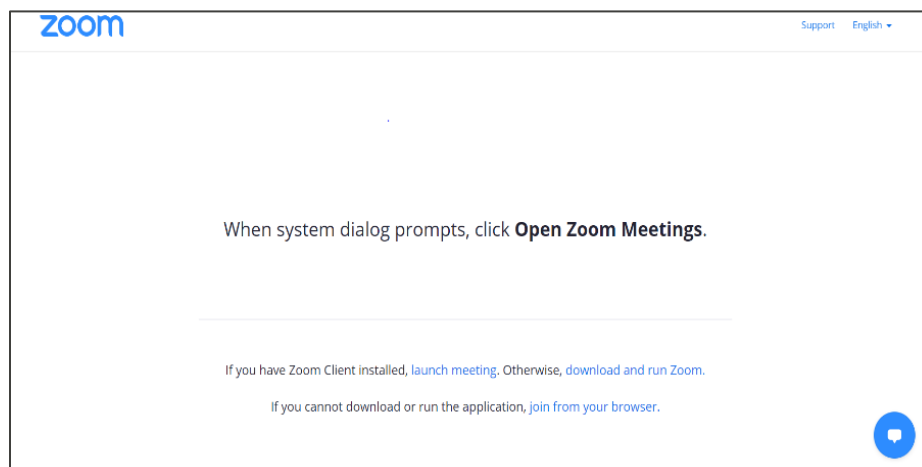 zoom
Support English
When system dialog prompts, click Open Zoom Meetings.
If you have Zoom Client installed, launch meeting. Otherwise, download and run Zoom.
If you cannot download or run the application, join from your browser.